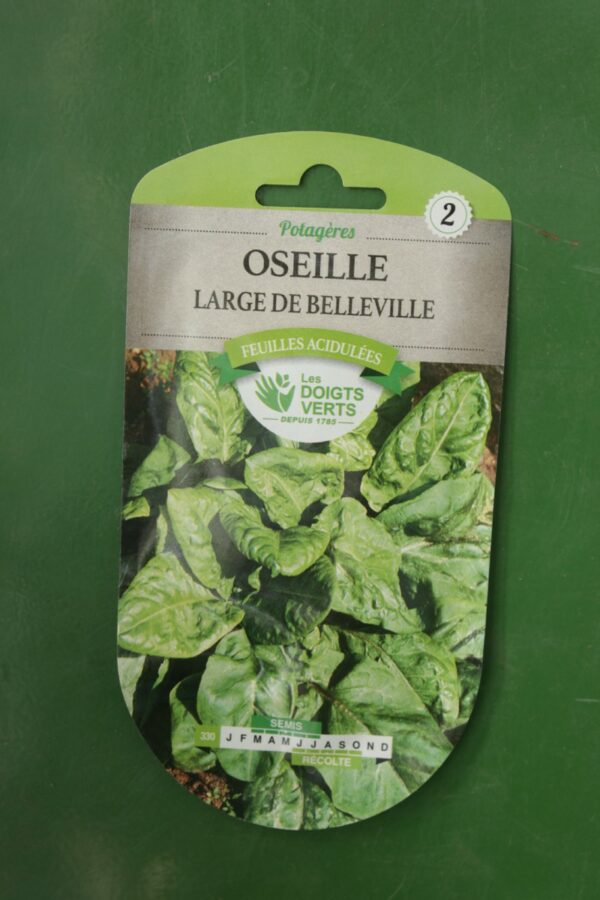 2
Potagères
OSEILLE
LARGE DE BELLEVILLE
FEUILLES ACIDULÉES
Les
DOIGTS
VERTS
DEPUIS 1785
SEMIS
330 J F M A M J J A S O N D
RÉCOLTE